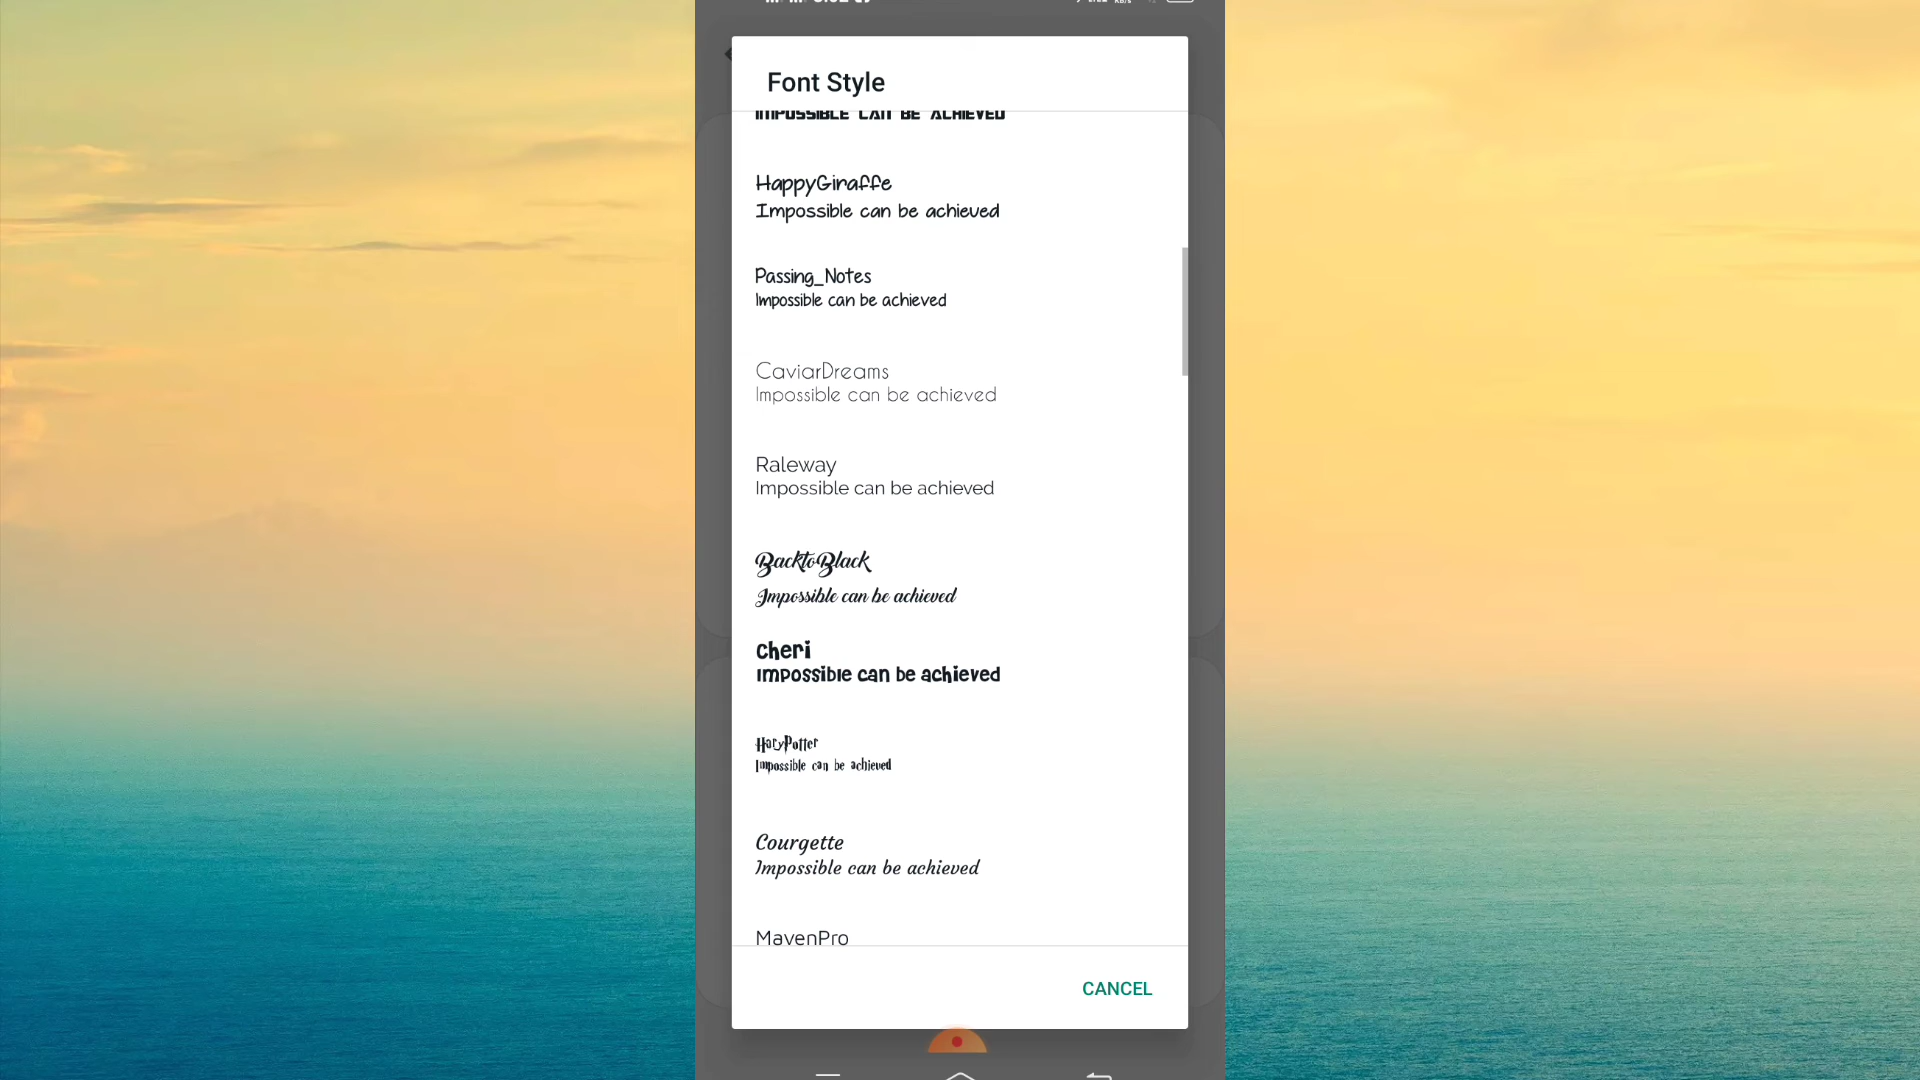 Font Style
IMPOSSIBLE CAN BE ACHIEVED
HappyGiraffe
Impossible can be achieved
Passing_Notes
Impossible can be achieved
CaviarDreams
Impossible can be achieved
Raleway
Impossible can be achieved
BacktoBlack
Impossible can be achieved
cheri
Impossible can be achieved
HaryPotter
Impossible can be achieved
Courgette
Impossible can be achieved
MavenPro
CANCEL